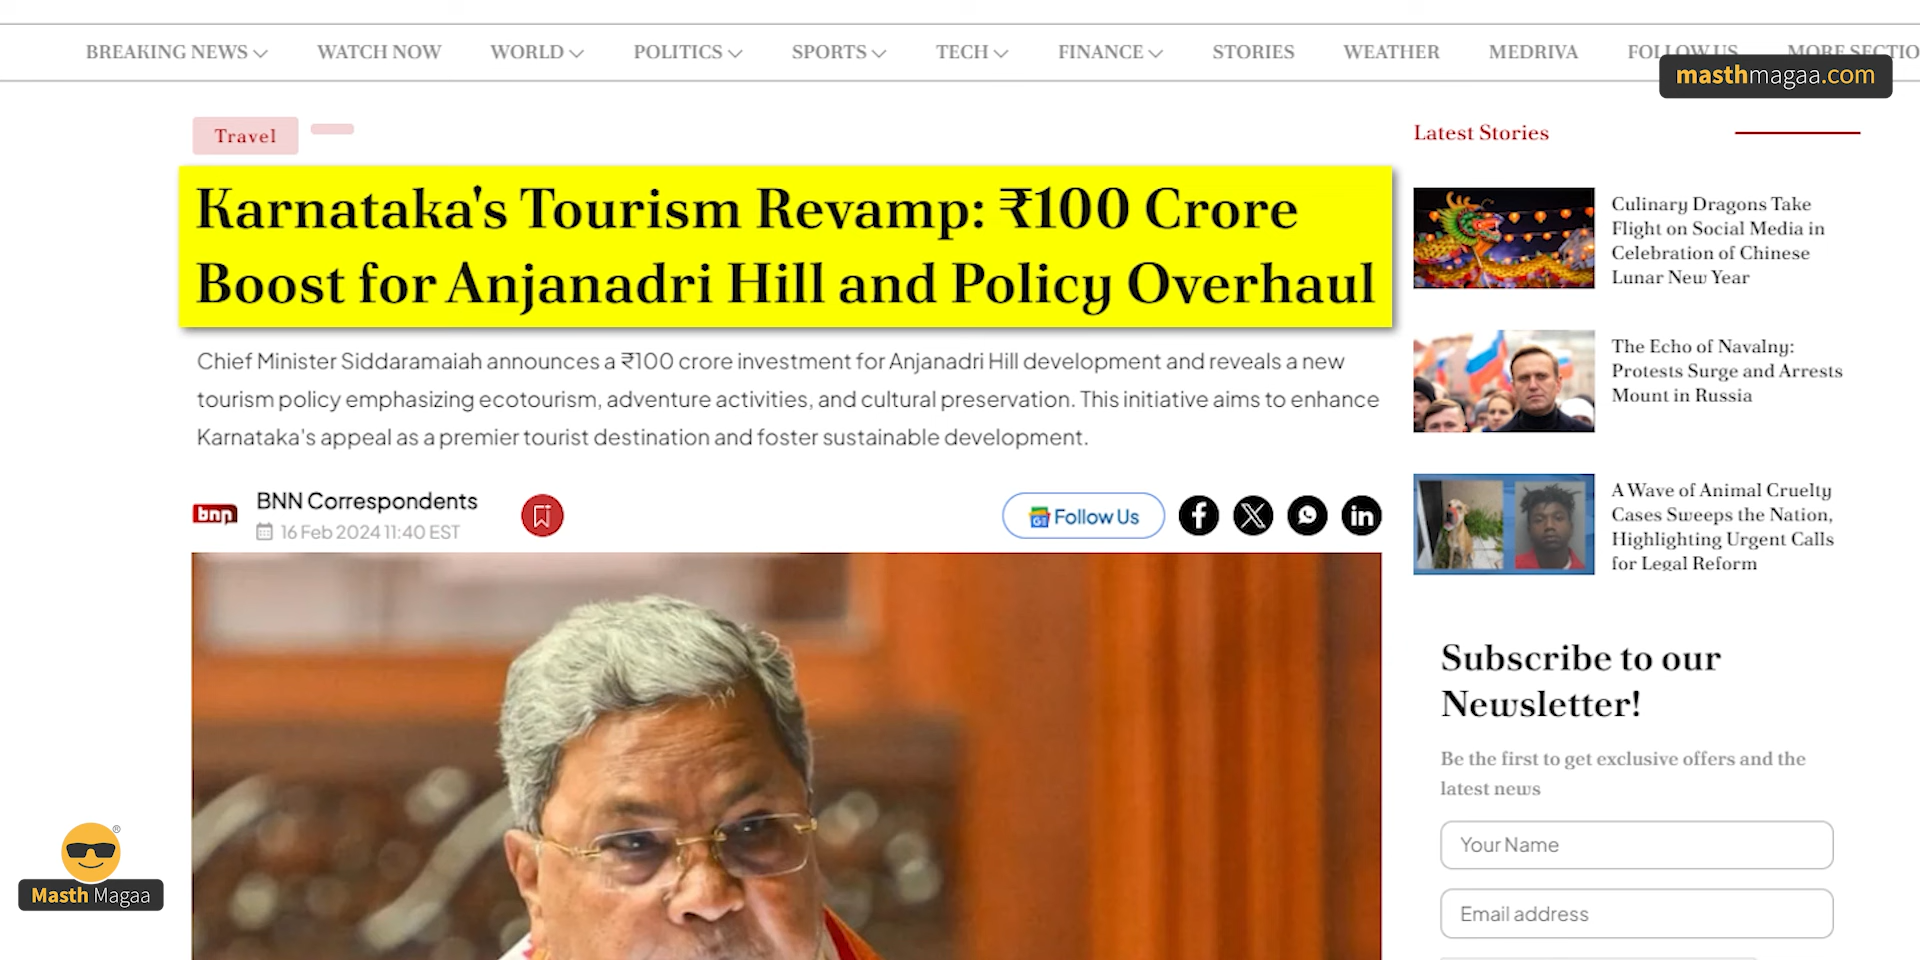 BREAKING NEWS WATCH NOW WORLD POLITICS SPORTS TECH FINANCE STORIES WEATHER MEDRIVA FOLLOW US MORE SECTIO
masthmagaa.com
Travel
Karnataka's Tourism Revamp: ₹100 Crore
Boost for Anjanadri Hill and Policy Overhaul
Chief Minister Siddaramaiah announces a ₹100 crore investment for Anjanadri Hill development and reveals a new
tourism policy emphasizing ecotourism, adventure activities, and cultural preservation. This initiative aims to enhance
Karnataka's appeal as a premier tourist destination and foster sustainable development.
bnn
BNN Correspondents
16 Feb 2024 11:40 EST
Follow Us
Latest Stories
Culinary Dragons Take
Flight on Social Media in
Celebration of Chinese
Lunar New Year
The Echo of Navalny:
Protests Surge and Arrests
Mount in Russia
A Wave of Animal Cruelty
Cases Sweeps the Nation,
Highlighting Urgent Calls
for Legal Reform
Subscribe to our
Newsletter!
Be the first to get exclusive offers and the
latest news
Your Name
Email address
Masth Magaa